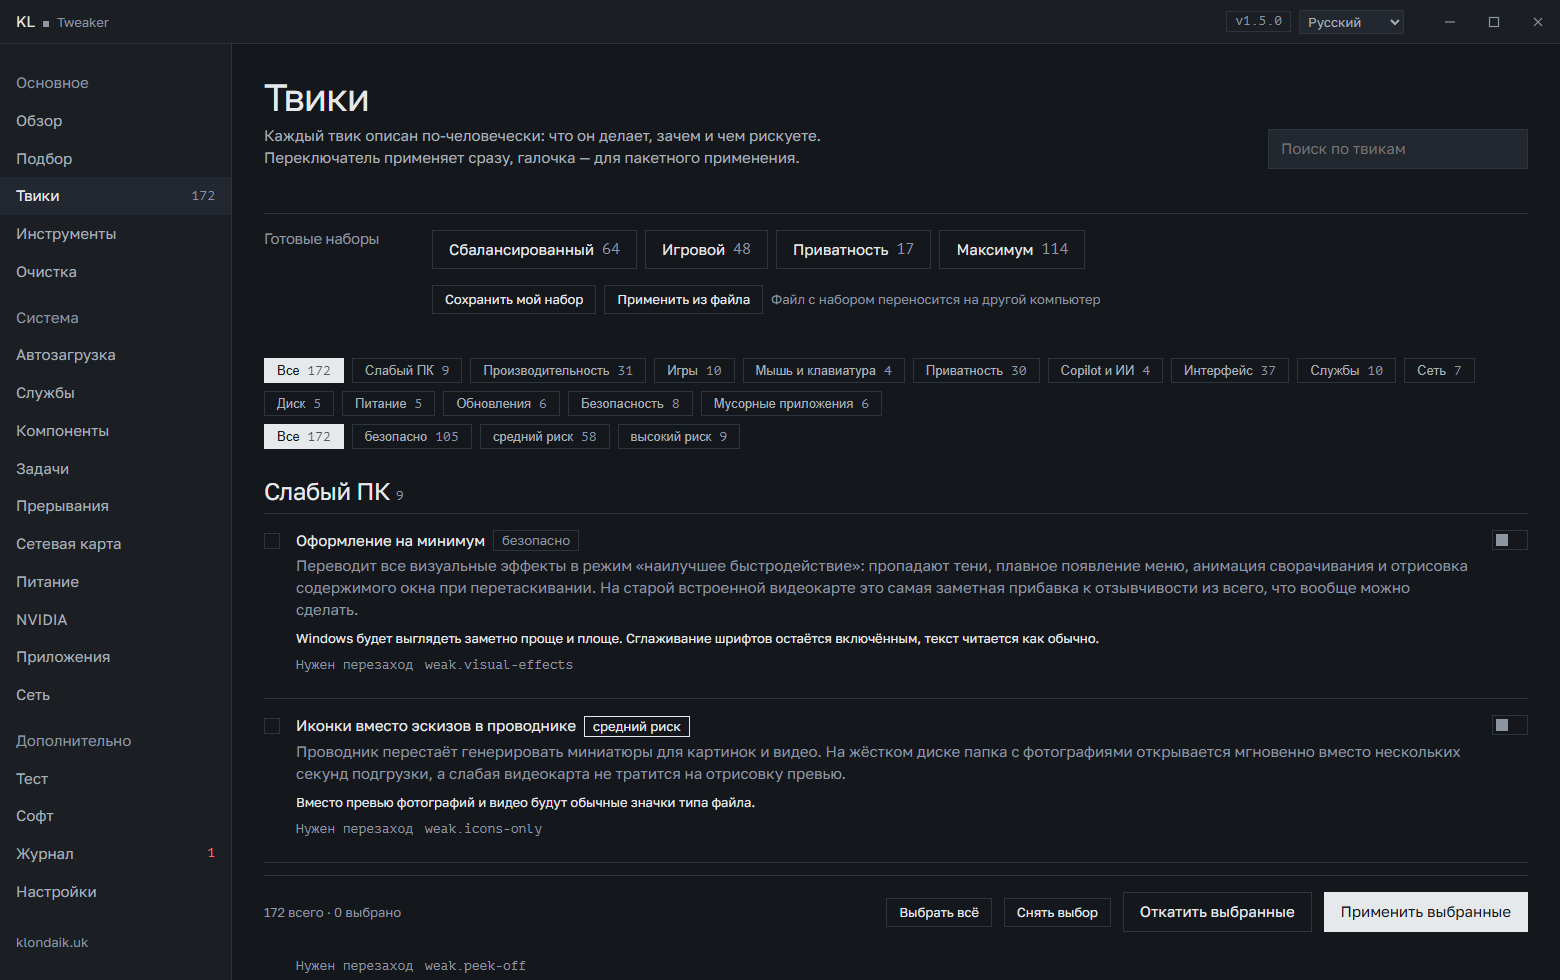 KL Tweaker
v1.5.0 Русский
Основное
Обзор
Подбор
Твики 172
Инструменты
Очистка
Система
Автозагрузка
Службы
Компоненты
Задачи
Прерывания
Сетевая карта
Питание
NVIDIA
Приложения
Сеть
Дополнительно
Тест
Софт
Журнал 1
Настройки
klondaik.uk
Твики
Каждый твик описан по-человечески: что он делает, зачем и чем рискуете.
Переключатель применяет сразу, галочка — для пакетного применения.
Поиск по твикам
Готовые наборы
Сбалансированный 64 Игровой 48 Приватность 17 Максимум 114
Сохранить мой набор Применить из файла Файл с набором переносится на другой компьютер
Все 172 Слабый ПК 9 Производительность 31 Игры 10 Мышь и клавиатура 4 Приватность 30 Copilot и ИИ 4 Интерфейс 37 Службы 10 Сеть 7
Диск 5 Питание 5 Обновления 6 Безопасность 8 Мусорные приложения 6
Все 172 безопасно 105 средний риск 58 высокий риск 9
Слабый ПК 9
Оформление на минимум безопасно
Переводит все визуальные эффекты в режим «наилучшее быстродействие»: пропадают тени, плавное появление меню, анимация сворачивания и отрисовка
содержимого окна при перетаскивании. На старой встроенной видеокарте это самая заметная прибавка к отзывчивости из всего, что вообще можно
сделать.
Windows будет выглядеть заметно проще и площе. Сглаживание шрифтов остаётся включённым, текст читается как обычно.
Нужен перезаход weak.visual-effects
Иконки вместо эскизов в проводнике средний риск
Проводник перестаёт генерировать миниатюры для картинок и видео. На жёстком диске папка с фотографиями открывается мгновенно вместо нескольких
секунд подгрузки, а слабая видеокарта не тратится на отрисовку превью.
Вместо превью фотографий и видео будут обычные значки типа файла.
Нужен перезаход weak.icons-only
172 всего · 0 выбрано
Выбрать всё Снять выбор Откатить выбранные Применить выбранные
Нужен перезаход weak.peek-off